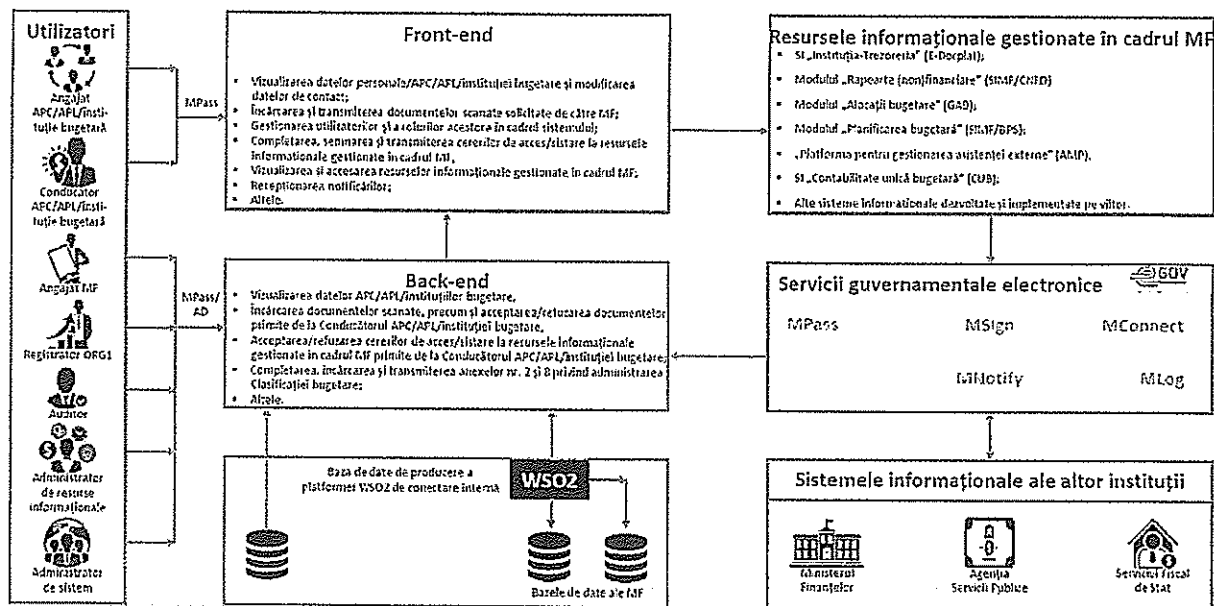 Utilizatori
Angajat
APC/APL/insti-
tuție bugetară
Conducător
APC/APL/insti-
tuție bugetară
Angajat MF
Registrator ORG1
Auditor
Administrator
de resurse
informaționale
Administrator
de sistem
MPass
MPass/
AD
Front-end
Vizualizarea datelor personale/APC/APL/instituției bugetare și modificarea
datelor de contact;
Încărcarea și transmiterea documentelor scanate solicitate de către MF;
Gestionarea utilizatorilor și a rolurilor acestora în cadrul sistemului;
Completarea, semnarea și transmiterea cererilor de acces/sistare la resursele
informaționale gestionate în cadrul MF,
Vizualizarea și accesarea resurselor informaționale gestionate în cadrul MF;
Recepționarea notificărilor;
Altele.
Back-end
Vizualizarea datelor APC/APL/instituțiilor bugetare,
Încărcarea documentelor scanate, precum și acceptarea/refuzarea documentelor
primite de la Conducătorul APC/APL/instituției bugetare,
Acceptarea/refuzarea cererilor de acces/sistare la resursele informaționale
gestionate în cadrul MF primite de la Conducătorul APC/APL/instituției bugetare;
Completarea, încărcarea și transmiterea anexelor nr. 2 și 8 privind administrarea
Clasificației bugetare;
Altele.
Baza de date de producere a
platformei WSO2 de conectare internă
WSO2
Bazele de date ale MF
Resursele informaționale gestionate în cadrul MF
SI „Instituția-Trezoreria" (E-Docplat);
Modulul „Rapoarte (non)financiare" (SIMF/CNFD)
Modulul „Alocații bugetare" (GAB);
Modulul „Planificarea bugetară" (SIMF/BPS)
„Platforma pentru gestionarea asistenței externe" (AMP),
SI „Contabilitate unică bugetară" (CUB);
Alte sisteme informaționale dezvoltate și implementate pe viitor.
Servicii guvernamentale electronice
GOV
MPass
MSign
MConnect
MNotify
MLog
Sistemele informaționale ale altor instituții
Ministerul
Finanțelor
Agenția
Servicii Publice
Serviciul Fiscal
de Stat